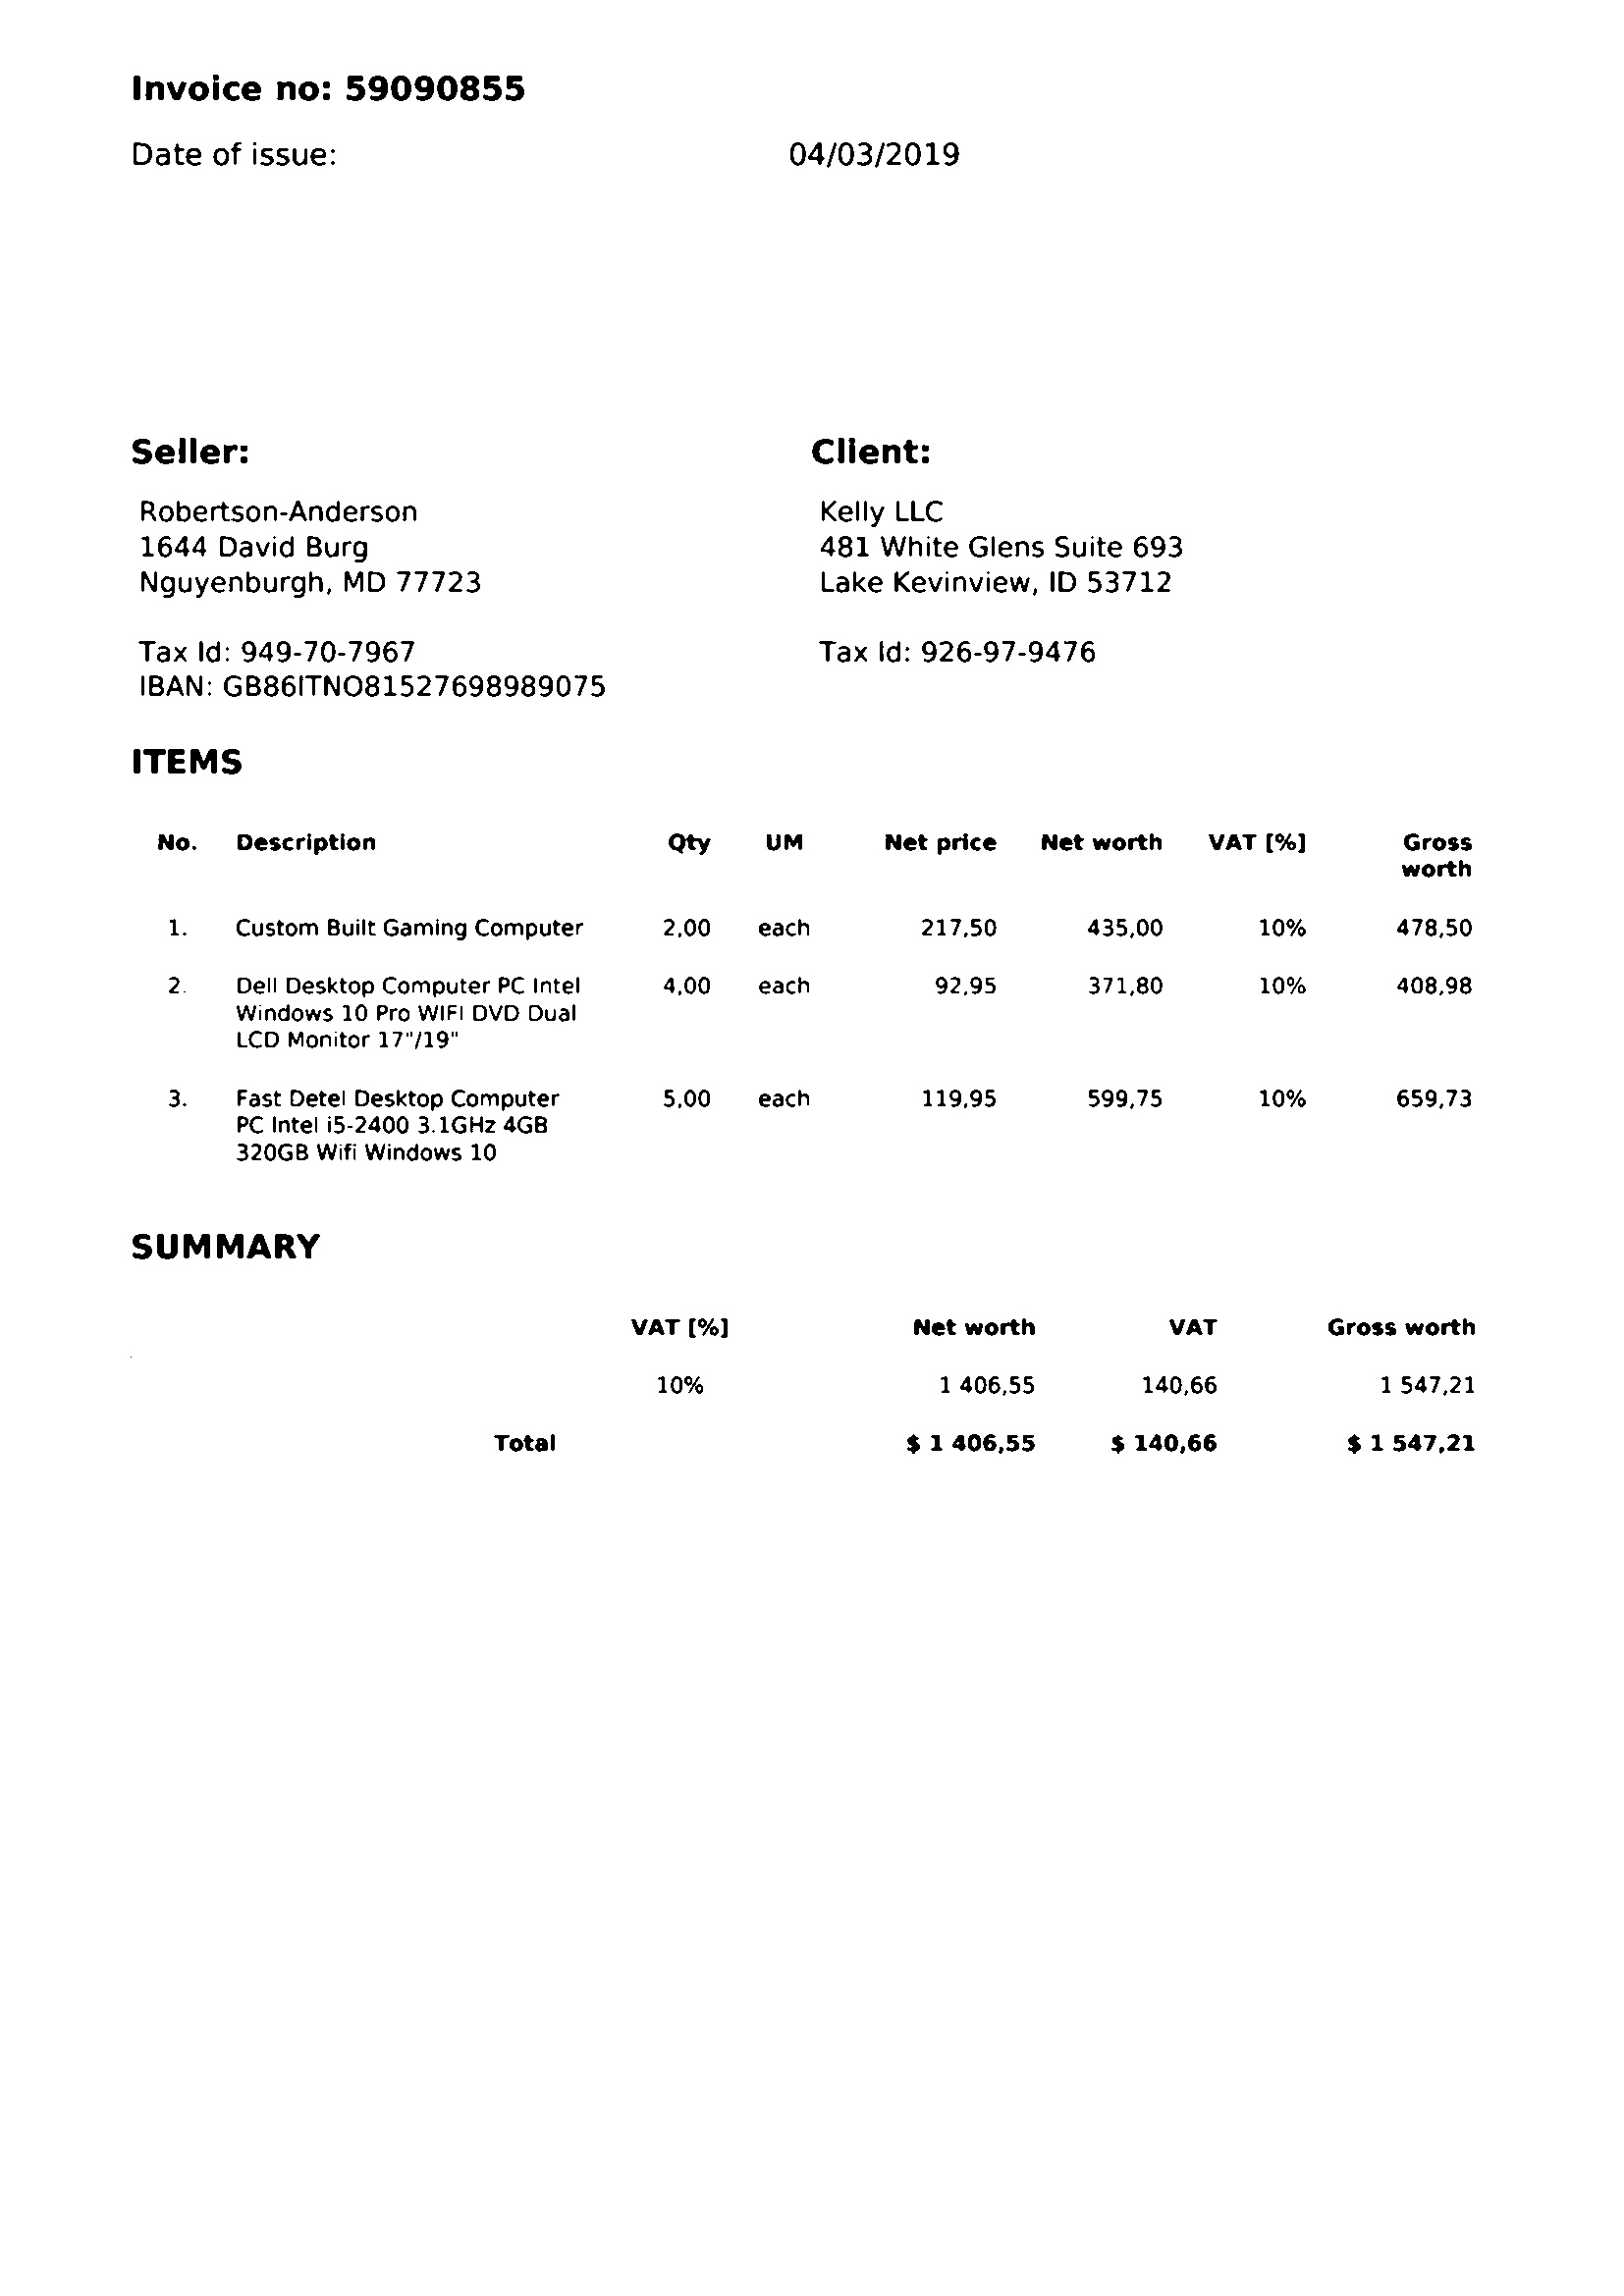 Invoice no: 59090855
Date of issue: 04/03/2019
Seller:
Robertson-Anderson
1644 David Burg
Nguyenburgh, MD 77723
Tax Id: 949-70-7967
IBAN: GB86ITNO81527698989075
Client:
Kelly LLC
481 White Glens Suite 693
Lake Kevinview, ID 53712
Tax Id: 926-97-9476
ITEMS
No. Description Qty UM Net price Net worth VAT [%] Gross
worth
1. Custom Built Gaming Computer 2,00 each 217,50 435,00 10% 478,50
2. Dell Desktop Computer PC Intel 4,00 each 92,95 371,80 10% 408,98
Windows 10 Pro WIFI DVD Dual
LCD Monitor 17"/19"
3. Fast Detel Desktop Computer 5,00 each 119,95 599,75 10% 659,73
PC Intel i5-2400 3.1GHz 4GB
320GB Wifi Windows 10
SUMMARY
VAT [%] Net worth VAT Gross worth
10% 1 406,55 140,66 1 547,21
Total $ 1 406,55 $ 140,66 $ 1 547,21